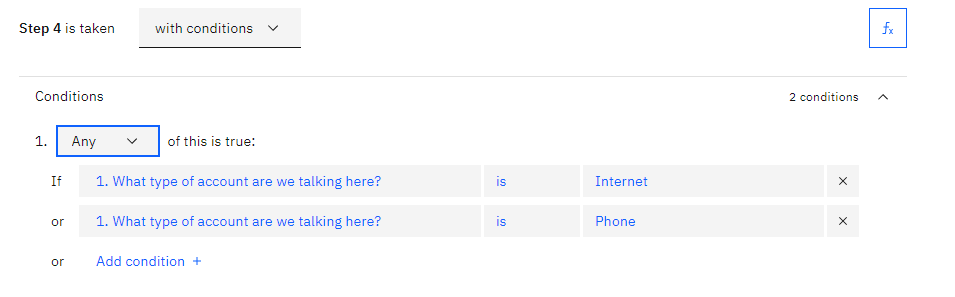 Step 4 is taken with conditions
fx
Conditions 2 conditions
1. Any of this is true:
If 1. What type of account are we talking here? is Internet ×
or 1. What type of account are we talking here? is Phone ×
or Add condition +